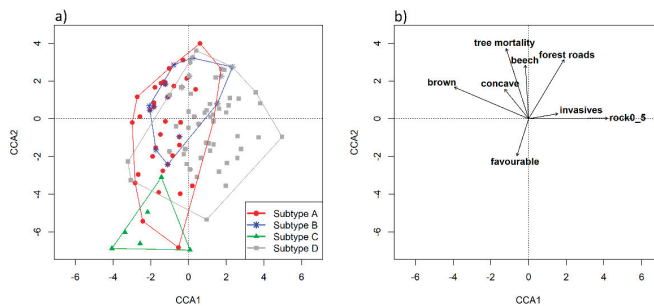 a)
4
2
0
-2
-4
-6
CCA2
-6
-4
-2
0
2
4
6
CCA1
Subtype A
Subtype B
Subtype C
Subtype D
b)
4
2
0
-2
-4
-6
CCA2
-6
-4
-2
0
2
4
6
CCA1
tree mortality
beech
forest roads
brown
concave
invasives
rock0_5
favourable